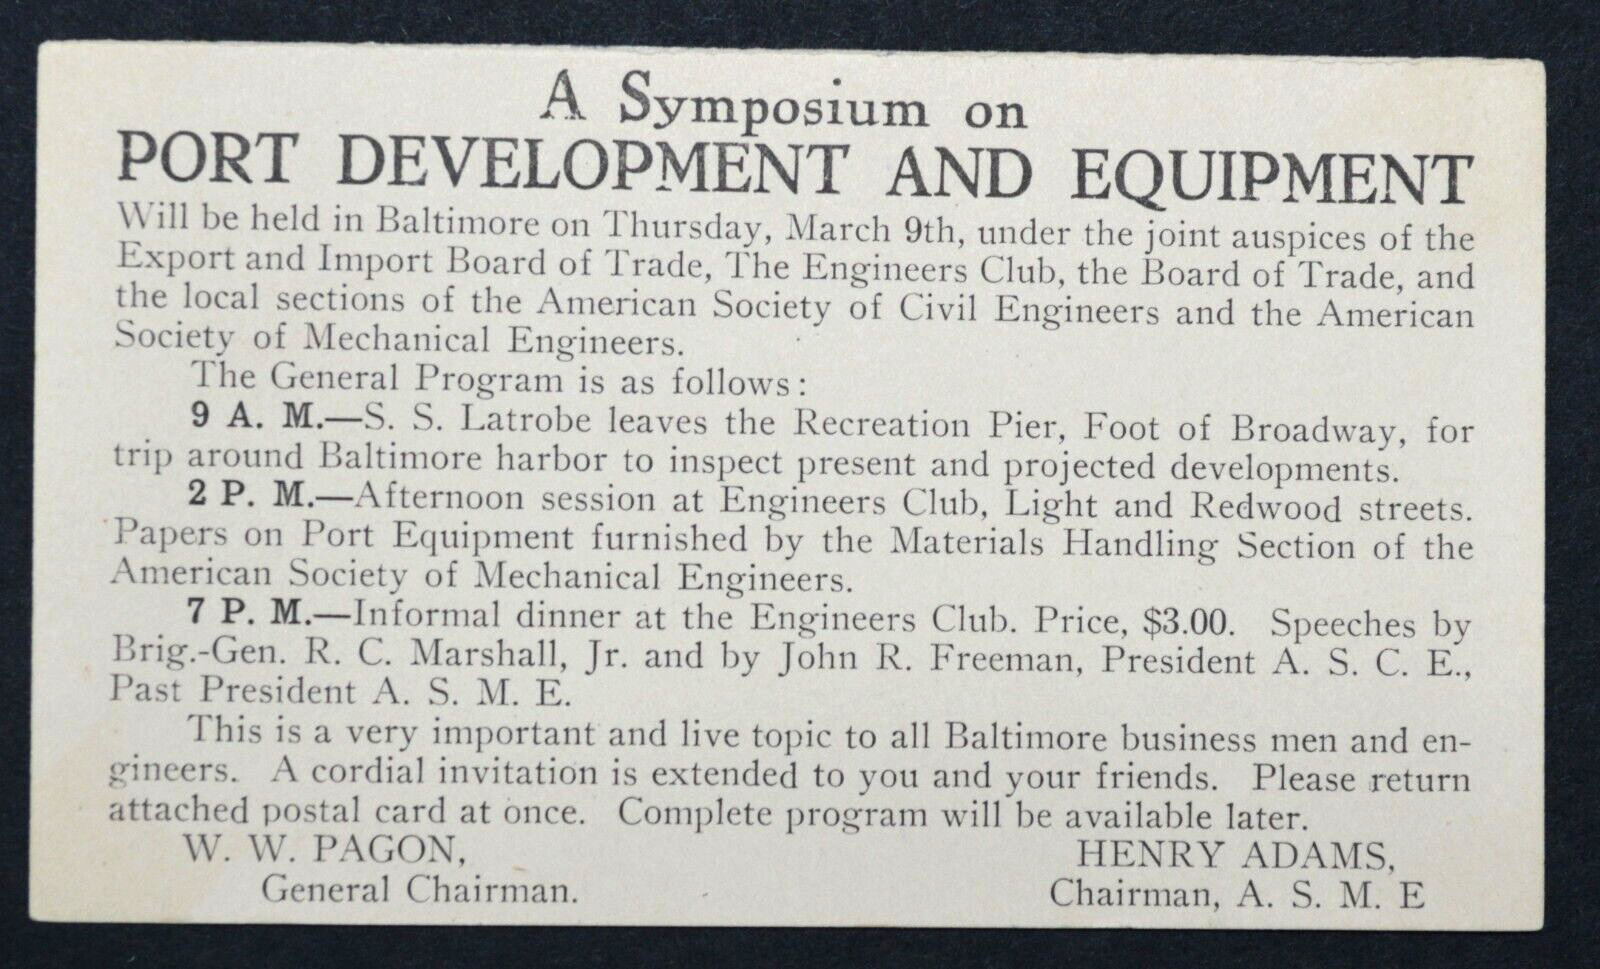 A Symposium on
PORT DEVELOPMENT AND EQUIPMENT
Will be held in Baltimore on Thursday, March 9th, under the joint auspices of the
Export and Import Board of Trade, The Engineers Club, the Board of Trade, and
the local sections of the American Society of Civil Engineers and the American
Society of Mechanical Engineers.
The General Program is as follows:
9 A. M.—S. S. Latrobe leaves the Recreation Pier, Foot of Broadway, for
trip around Baltimore harbor to inspect present and projected developments.
2 P. M.—Afternoon session at Engineers Club, Light and Redwood streets.
Papers on Port Equipment furnished by the Materials Handling Section of the
American Society of Mechanical Engineers.
7 P. M.—Informal dinner at the Engineers Club. Price, $3.00. Speeches by
Brig.-Gen. R. C. Marshall, Jr. and by John R. Freeman, President A. S. C. E.,
Past President A. S. M. E.
This is a very important and live topic to all Baltimore business men and en-
gineers. A cordial invitation is extended to you and your friends. Please return
attached postal card at once. Complete program will be available later.
W. W. PAGON, HENRY ADAMS,
General Chairman. Chairman, A. S. M. E